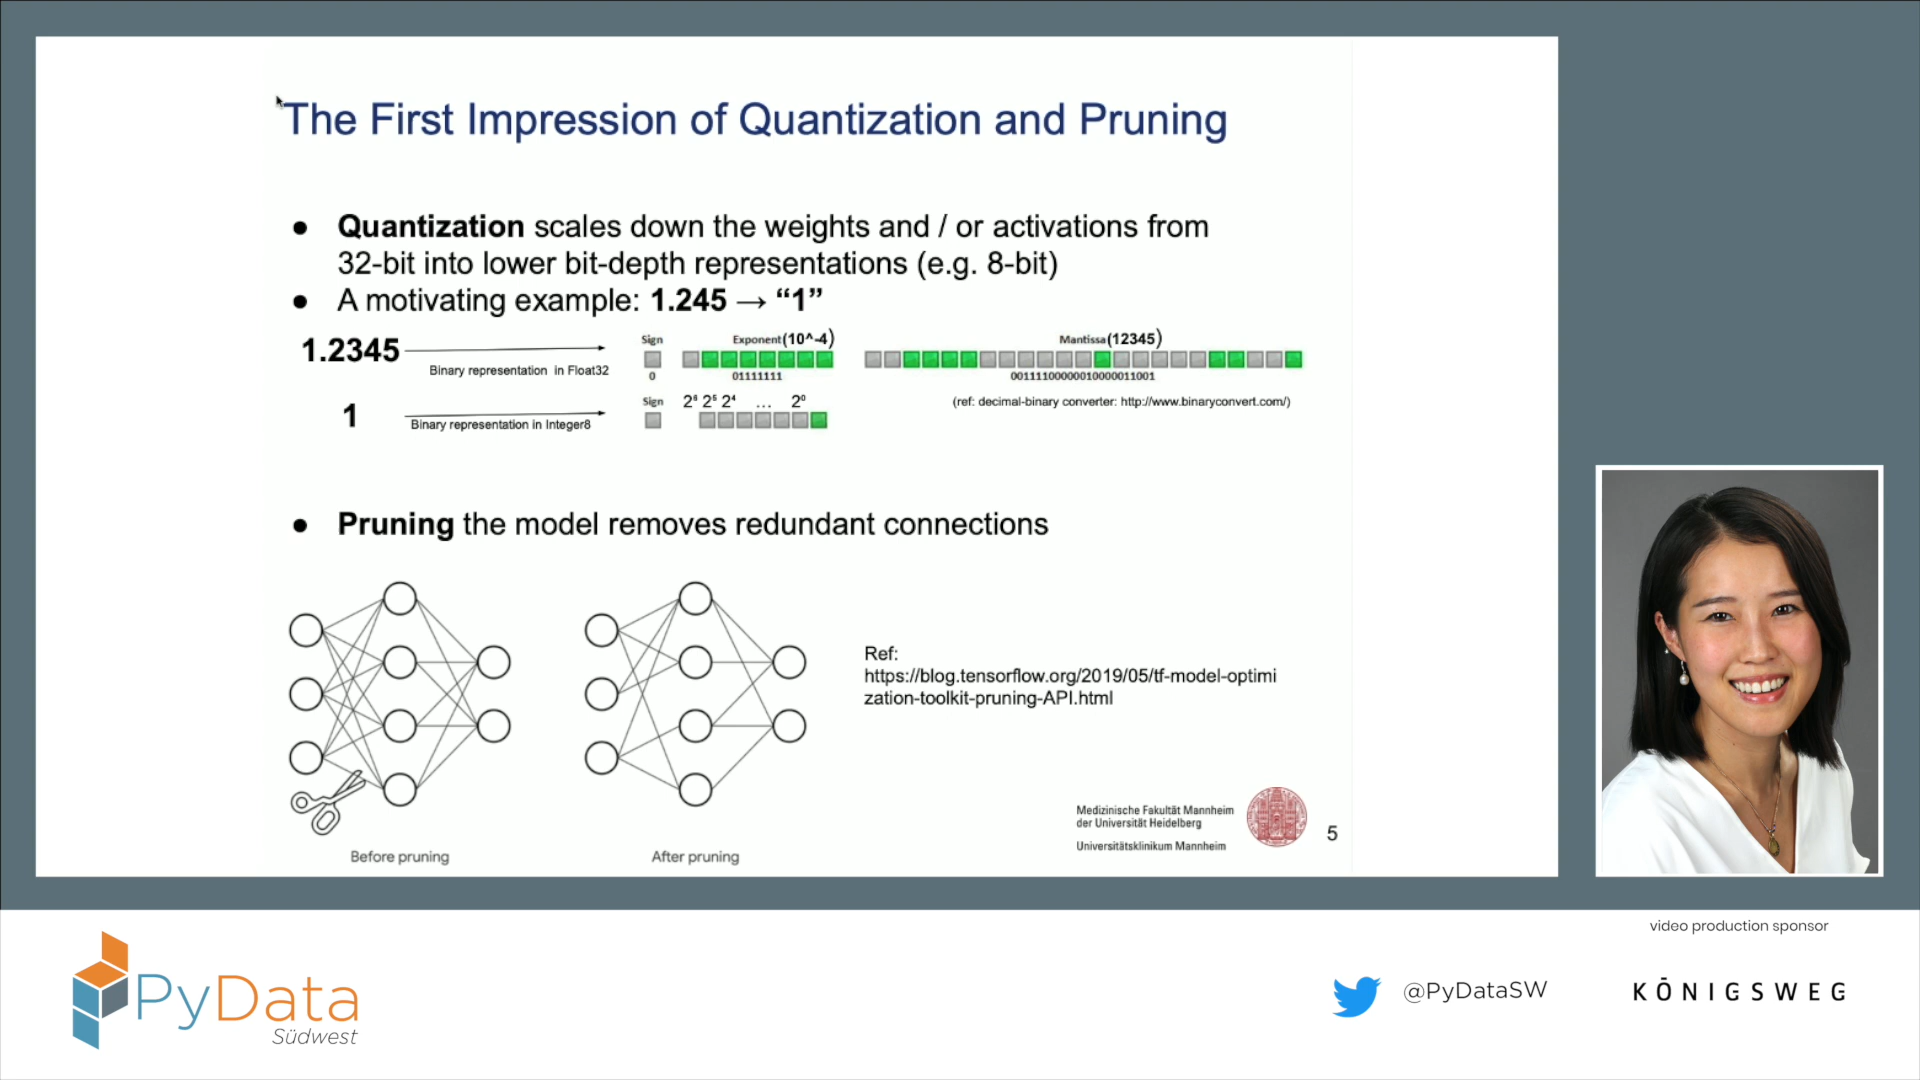 The First Impression of Quantization and Pruning
● Quantization scales down the weights and / or activations from
32-bit into lower bit-depth representations (e.g. 8-bit)
● A motivating example: 1.245 → “1”
1.2345
Binary representation in Float32
Sign
Exponent(10^-4)
Mantissa(12345)
0
01111111
00111100000010000011001
1
Binary representation in Integer8
Sign
2⁶ 2⁵ 2⁴ ... 2⁰
(ref: decimal-binary converter: http://www.binaryconvert.com/)
● Pruning the model removes redundant connections
Before pruning
After pruning
Ref:
https://blog.tensorflow.org/2019/05/tf-model-optimi
zation-toolkit-pruning-API.html
Medizinische Fakultät Mannheim
der Universität Heidelberg
Universitätsklinikum Mannheim
5
PyData
Südwest
@PyDataSW
video production sponsor
KÖNIGSWEG